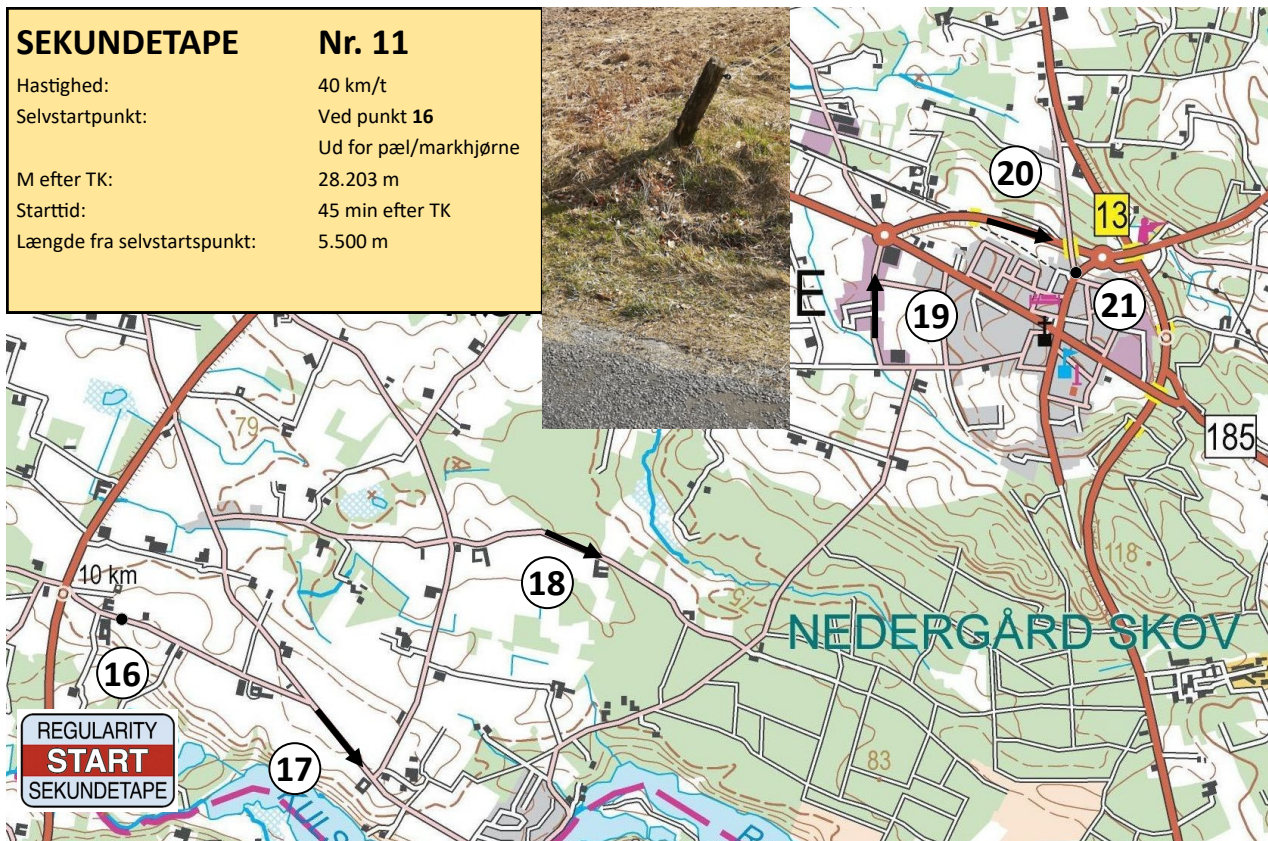 SEKUNDETAPE Nr. 11
Hastighed: 40 km/t
Selvstartpunkt: Ved punkt 16
Ud for pæl/markhjørne
M efter TK: 28.203 m
Starttid: 45 min efter TK
Længde fra selvstartspunkt: 5.500 m
20
13
E
19
21
185
79
118
10 km
18
75
NEDERGÅRD SKOV
16
REGULARITY
START
SEKUNDETAPE
17
83